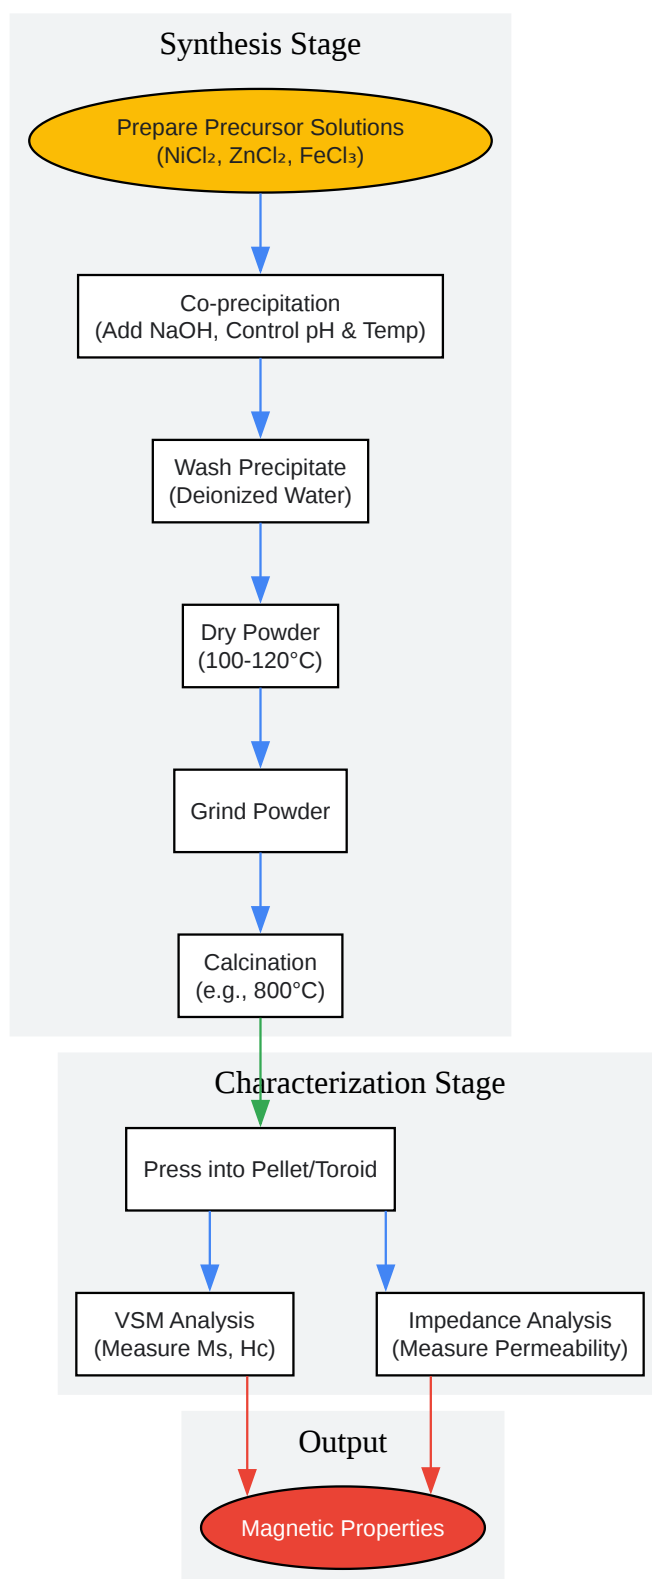 Synthesis Stage
Prepare Precursor Solutions
(NiCl₂, ZnCl₂, FeCl₃)
Co-precipitation
(Add NaOH, Control pH & Temp)
Wash Precipitate
(Deionized Water)
Dry Powder
(100-120°C)
Grind Powder
Calcination
(e.g., 800°C)
Characterization Stage
Press into Pellet/Toroid
VSM Analysis
(Measure Ms, Hc)
Impedance Analysis
(Measure Permeability)
Output
Magnetic Properties